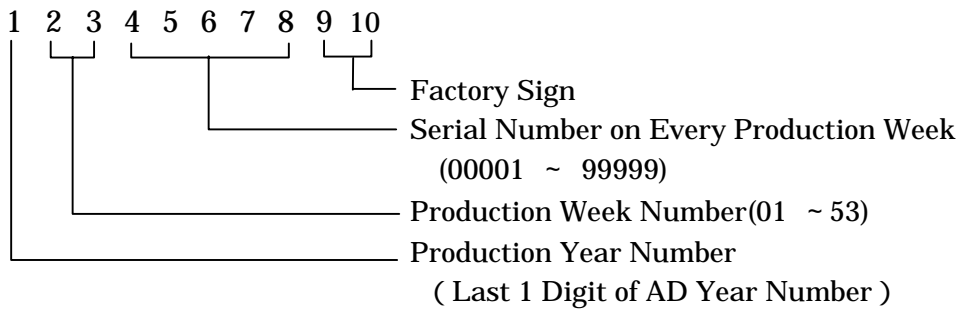 1 2 3 4 5 6 7 8 9 10
Factory Sign
Serial Number on Every Production Week
(00001 ~ 99999)
Production Week Number(01 ~ 53)
Production Year Number
( Last 1 Digit of AD Year Number )